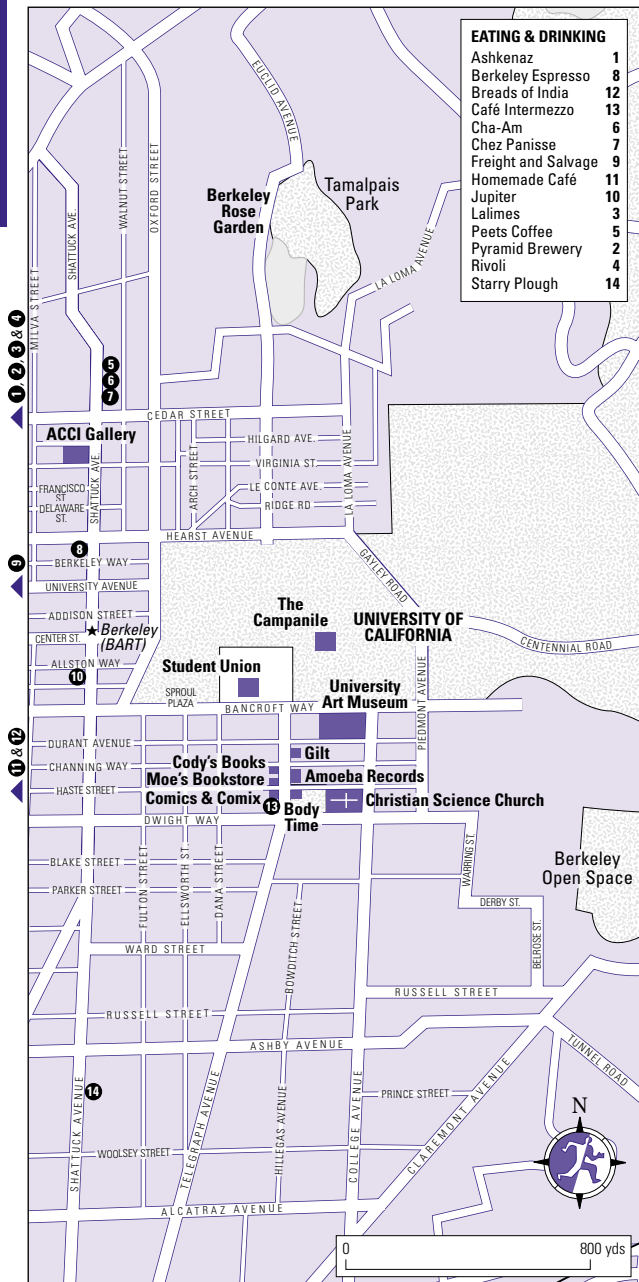 EATING & DRINKING
Ashkenaz 1
Berkeley Espresso 8
Breads of India 12
Café Intermezzo 13
Cha-Am 6
Chez Panisse 7
Freight and Salvage 9
Homemade Café 11
Jupiter 10
Lalimes 3
Peets Coffee 5
Pyramid Brewery 2
Rivoli 4
Starry Plough 14
EUCLID AVENUE
WALNUT STREET
OXFORD STREET
SHATTUCK AVE.
MILVA STREET
Tamalpais
Park
Berkeley
Rose
Garden
LA LOMA AVENUE
1, 2, 3 & 4
5
6
7
CEDAR STREET
ACCI Gallery
HILGARD AVE.
VIRGINIA ST.
ARCH STREET
LA LOMA AVENUE
SHATTUCK AVE.
FRANCISCO
ST.
LE CONTE AVE.
DELAWARE
ST.
RIDGE RD
HEARST AVENUE
8
9
BERKELEY WAY
GAYLEY ROAD
UNIVERSITY AVENUE
ADDISON STREET
The
Campanile
UNIVERSITY OF
CALIFORNIA
Berkeley
(BART)
CENTER ST.
CENTENNIAL ROAD
ALLSTON WAY
10
Student Union
SPROUL
PLAZA
University
Art Museum
PIEDMONT AVENUE
BANCROFT WAY
11 & 12
DURANT AVENUE
Gilt
CHANNING WAY
Cody's Books
Moe's Bookstore
Amoeba Records
HASTE STREET
Comics & Comix
13
Body
Time
Christian Science Church
DWIGHT WAY
BLAKE STREET
PARKER STREET
FULTON STREET
ELLSWORTH ST.
DANA STREET
WARRING ST.
Berkeley
Open Space
DERBY ST.
BELROSE ST.
BOWDITCH STREET
WARD STREET
RUSSELL STREET
RUSSELL STREET
ASHBY AVENUE
TUNNEL ROAD
14
SHATTUCK AVENUE
TELEGRAPH AVENUE
HILLEGAS AVENUE
COLLEGE AVENUE
PRINCE STREET
CLAREMONT AVENUE
WOOLSEY STREET
ALCATRAZ AVENUE
N
0 800 yds